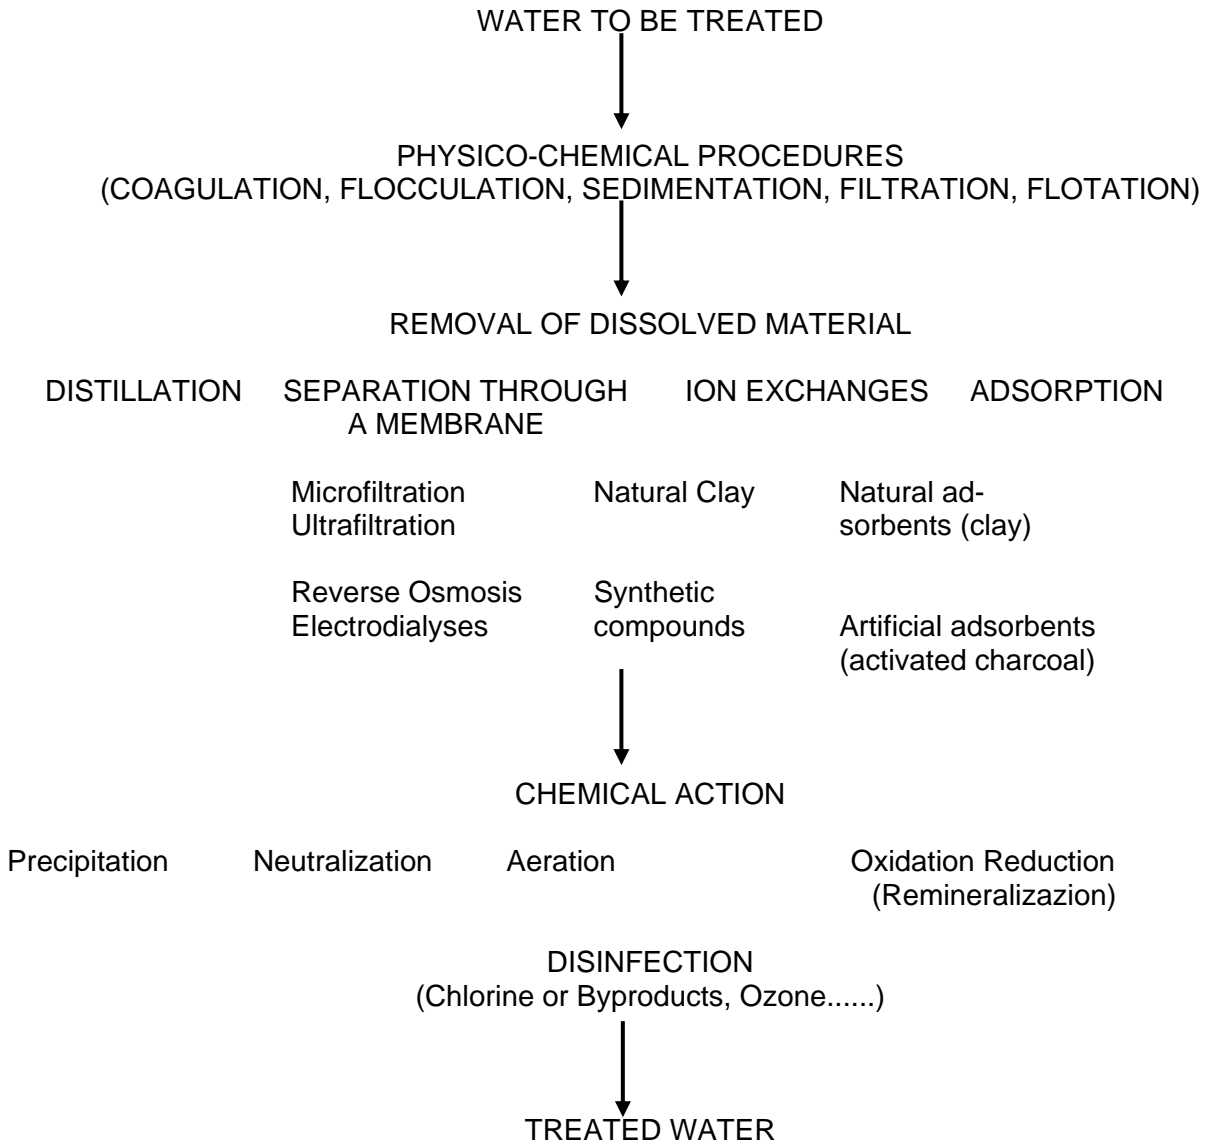 WATER TO BE TREATED
PHYSICO-CHEMICAL PROCEDURES
(COAGULATION, FLOCCULATION, SEDIMENTATION, FILTRATION, FLOTATION)
REMOVAL OF DISSOLVED MATERIAL
DISTILLATION SEPARATION THROUGH ION EXCHANGES ADSORPTION
A MEMBRANE
Microfiltration Natural Clay Natural ad-
Ultrafiltration sorbents (clay)
Reverse Osmosis Synthetic
Electrodialyses compounds Artificial adsorbents
(activated charcoal)
CHEMICAL ACTION
Precipitation Neutralization Aeration Oxidation Reduction
(Remineralizazion)
DISINFECTION
(Chlorine or Byproducts, Ozone......)
TREATED WATER